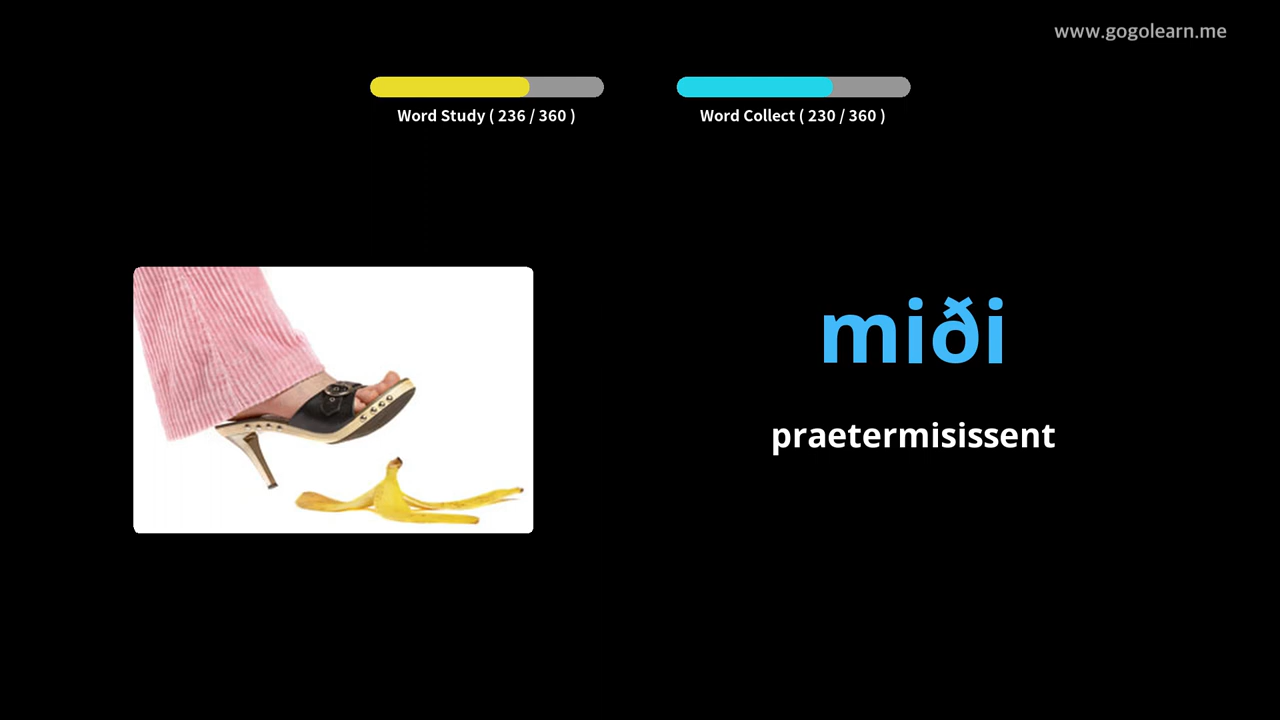 www.gogolearn.me
Word Study ( 236 / 360 )
Word Collect ( 230 / 360 )
miði
praetermisissent